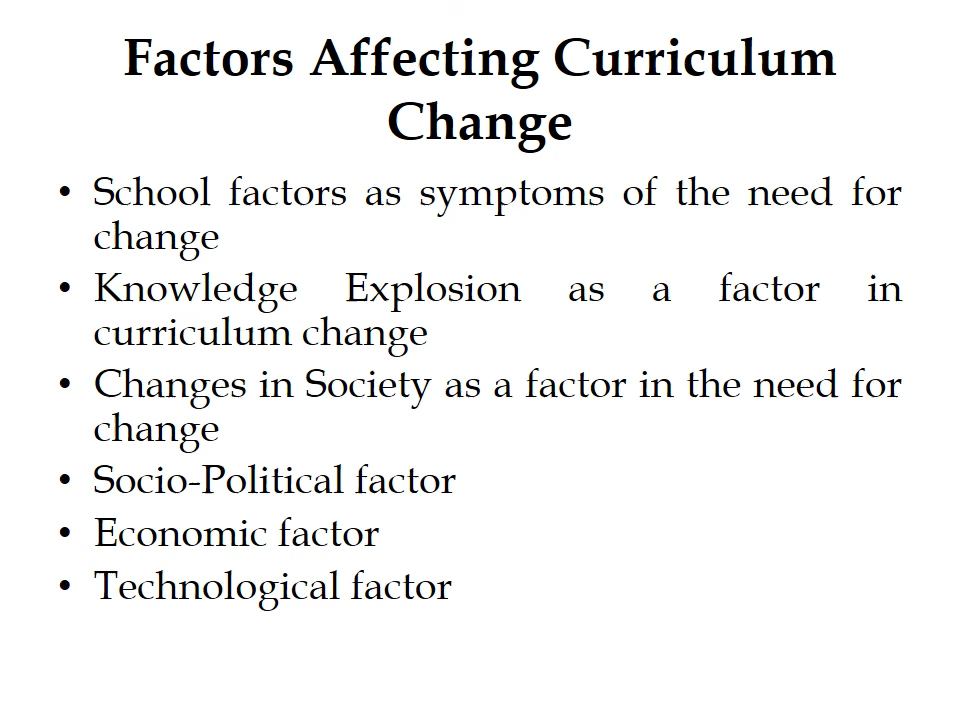 Factors Affecting Curriculum
Change
• School factors as symptoms of the need for
change
• Knowledge Explosion as a factor in
curriculum change
• Changes in Society as a factor in the need for
change
• Socio-Political factor
• Economic factor
• Technological factor